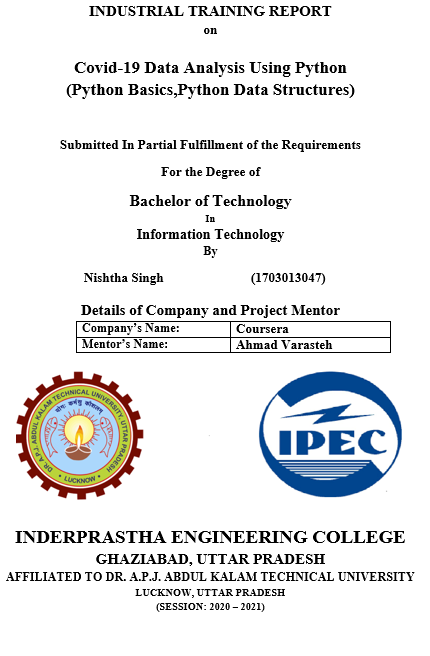 INDUSTRIAL TRAINING REPORT
on
Covid-19 Data Analysis Using Python
(Python Basics,Python Data Structures)
Submitted In Partial Fulfillment of the Requirements
For the Degree of
Bachelor of Technology
In
Information Technology
By
Nishtha Singh (1703013047)
Details of Company and Project Mentor
Company's Name: Coursera
Mentor's Name: Ahmad Varasteh
DR. A.P.J. ABDUL KALAM TECHNICAL UNIVERSITY, UTTAR PRADESH
योगः कर्मसु कौशलम्
LUCKNOW
IPEC
INDERPRASTHA ENGINEERING COLLEGE
GHAZIABAD, UTTAR PRADESH
AFFILIATED TO DR. A.P.J. ABDUL KALAM TECHNICAL UNIVERSITY
LUCKNOW, UTTAR PRADESH
(SESSION: 2020 – 2021)